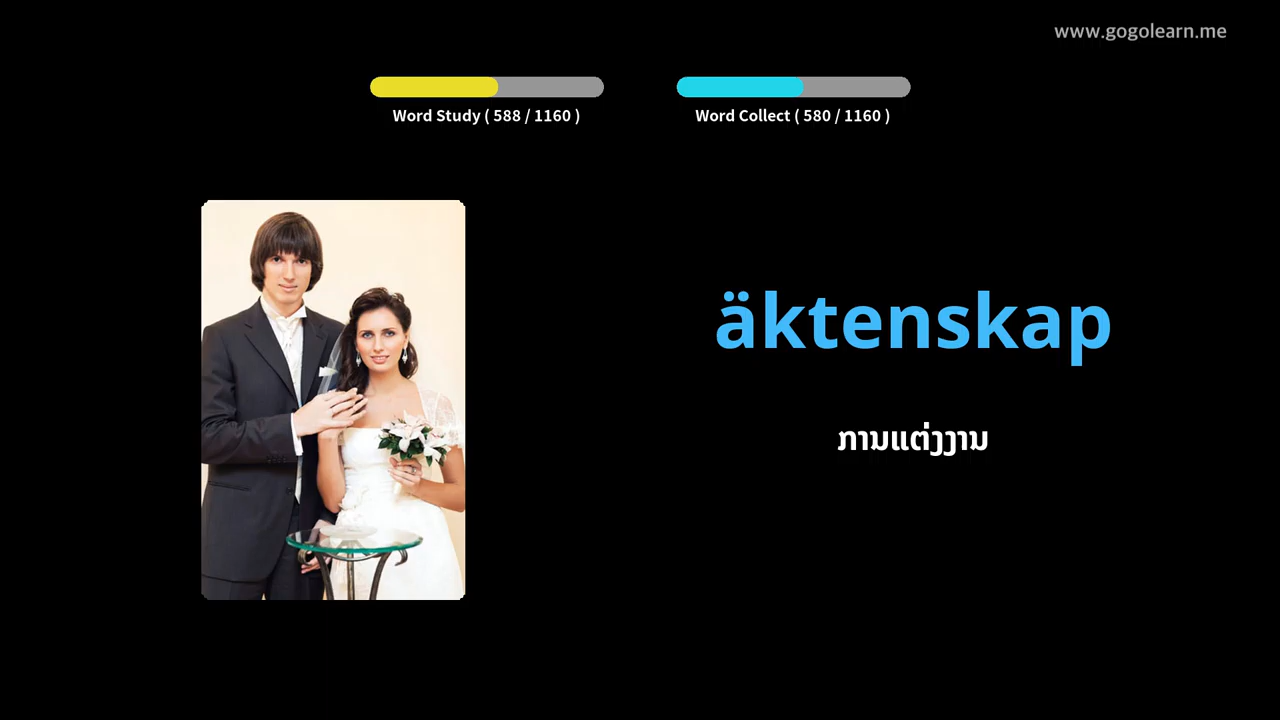 www.gogolearn.me
Word Study ( 588 / 1160 )
Word Collect ( 580 / 1160 )
äktenskap
ການແຕ່ງງານ